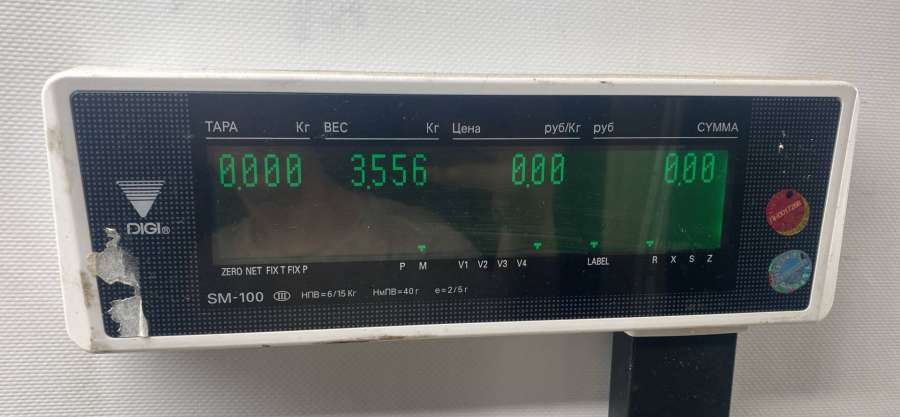 ТАРА Кг ВЕС Кг Цена руб/Кг руб СУММА
0.000 3.556 0.00 0.00
DIGI®
ZERO NET FIX T FIX P P M V1 V2 V3 V4 LABEL R X S Z
SM-100 III НПВ=6/15 Кг НмПВ=40 г e=2/5 г